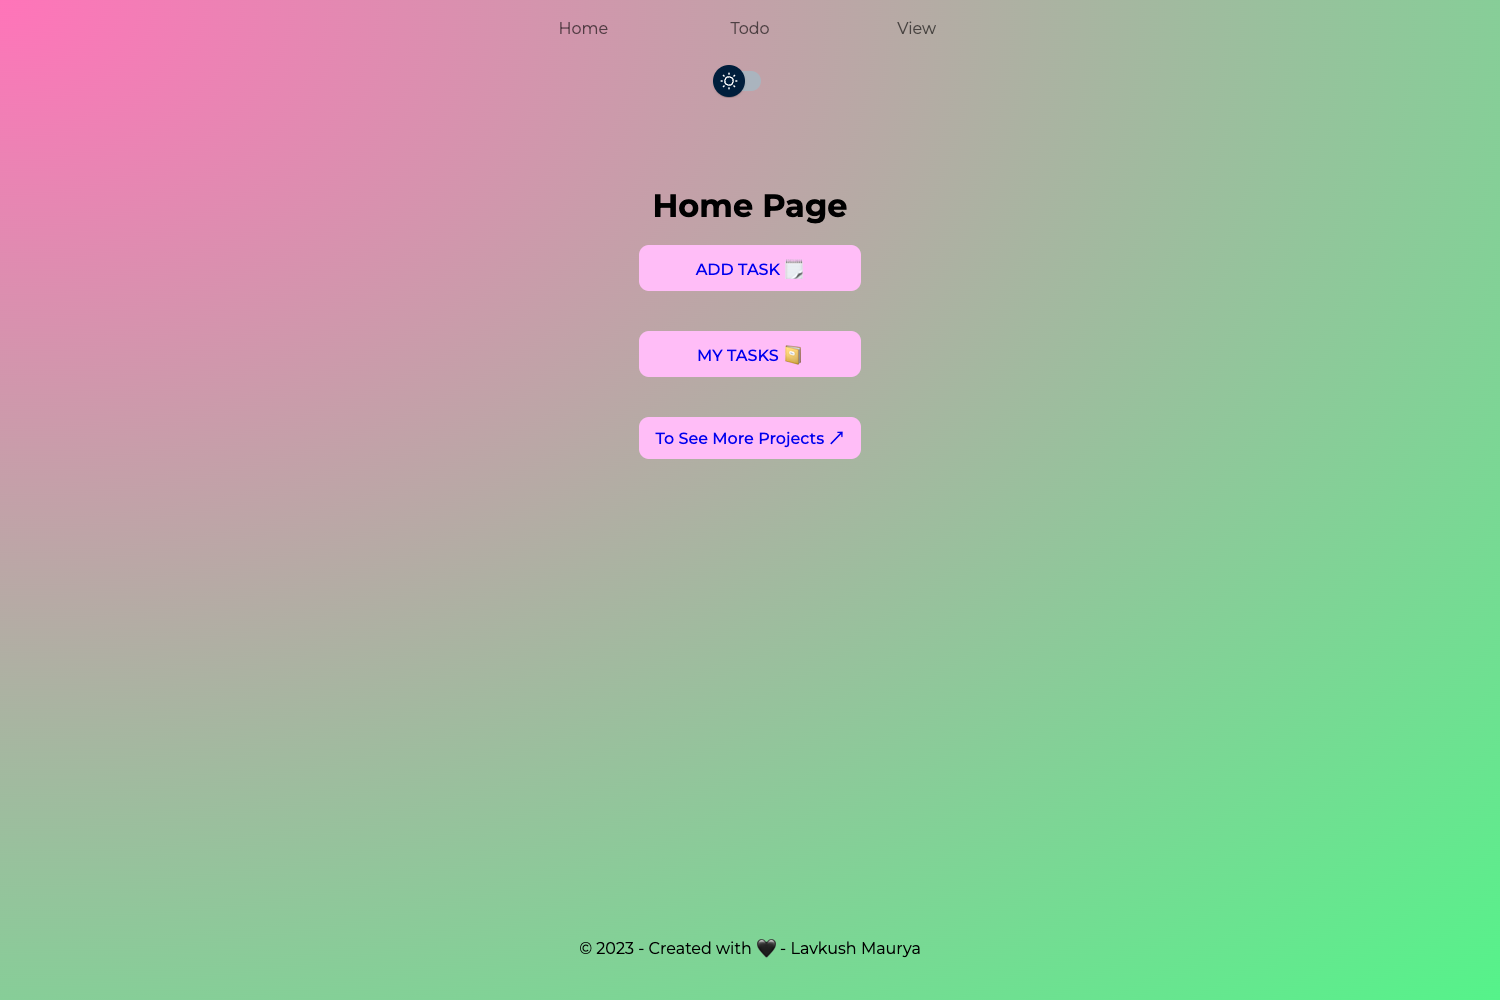 Home Todo View
Home Page
ADD TASK 🗒️
MY TASKS 📔
To See More Projects ↗
© 2023 - Created with 🖤 - Lavkush Maurya